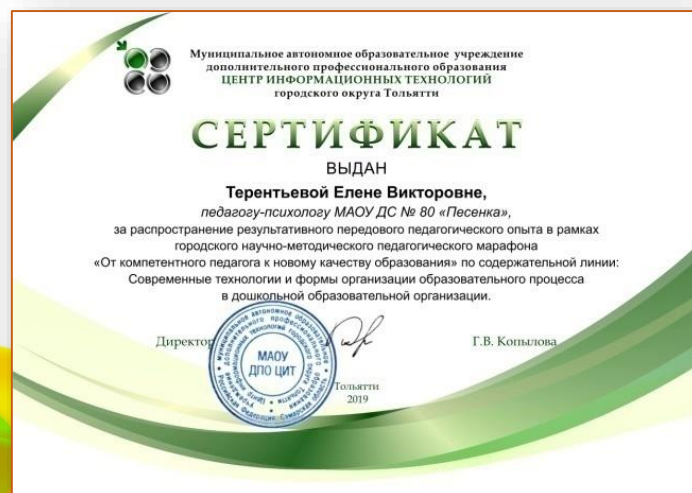 Муниципальное автономное образовательное учреждение
дополнительного профессионального образования
ЦЕНТР ИНФОРМАЦИОННЫХ ТЕХНОЛОГИЙ
городского округа Тольятти
СЕРТИФИКАТ
ВЫДАН
Терентьевой Елене Викторовне,
педагогу-психологу МАОУ ДС № 80 «Песенка»,
за распространение результативного передового педагогического опыта в рамках
городского научно-методического педагогического марафона
«От компетентного педагога к новому качеству образования» по содержательной линии:
Современные технологии и формы организации образовательного процесса
в дошкольной образовательной организации.
Директор Г.В. Копылова
МАОУ
ДПО ЦИТ
Тольятти
2019